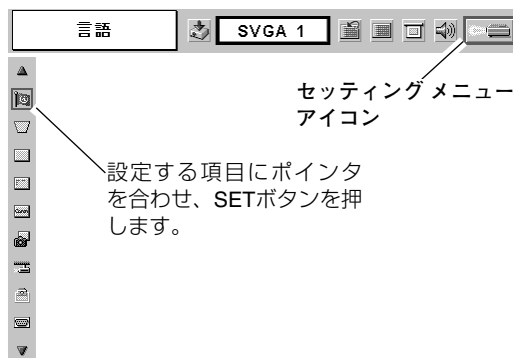 言語
SVGA 1
セッティング メニュー
アイコン
設定する項目にポインタ
を合わせ、SETボタンを押
します。